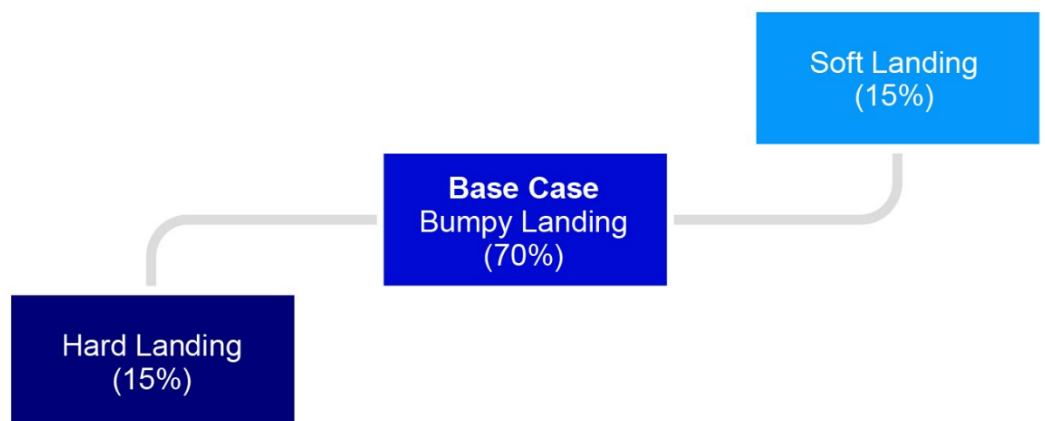 Soft Landing
(15%)
Base Case
Bumpy Landing
(70%)
Hard Landing
(15%)